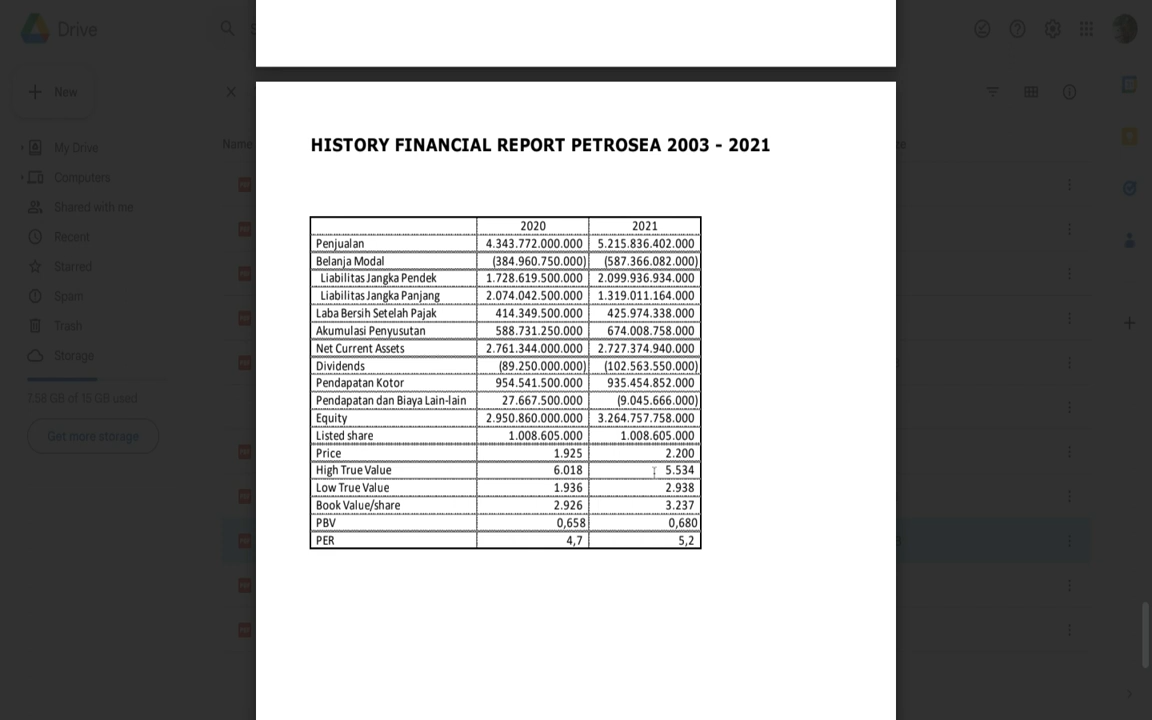 Drive
New
My Drive
Computers
Shared with me
Recent
Starred
Spam
Trash
Storage
7.58 GB of 15 GB used
Get more storage
Name
HISTORY FINANCIAL REPORT PETROSEA 2003 - 2021
2020 2021
Penjualan 4.343.772.000.000 5.215.836.402.000
Belanja Modal (384.960.750.000) (587.366.082.000)
Liabilitas Jangka Pendek 1.728.619.500.000 2.099.936.934.000
Liabilitas Jangka Panjang 2.074.042.500.000 1.319.011.164.000
Laba Bersih Setelah Pajak 414.349.500.000 425.974.338.000
Akumulasi Penyusutan 588.731.250.000 674.008.758.000
Net Current Assets 2.761.344.000.000 2.727.374.940.000
Dividends (89.250.000.000) (102.563.550.000)
Pendapatan Kotor 954.541.500.000 935.454.852.000
Pendapatan dan Biaya Lain-lain 27.667.500.000 (9.045.666.000)
Equity 2.950.860.000.000 3.264.757.758.000
Listed share 1.008.605.000 1.008.605.000
Price 1.925 2.200
High True Value 6.018 5.534
Low True Value 1.936 2.938
Book Value/share 2.926 3.237
PBV 0,658 0,680
PER 4,7 5,2